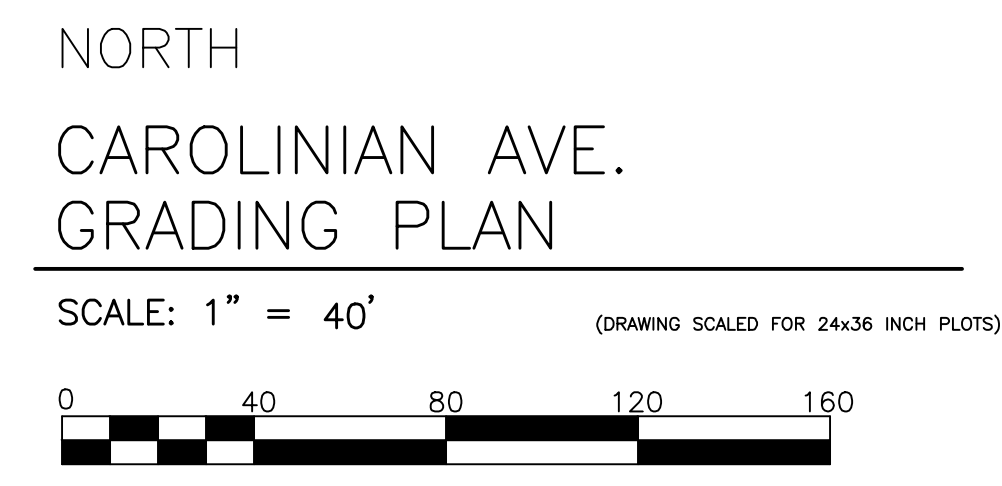 NORTH
CAROLINIAN AVE.
GRADING PLAN
SCALE: 1" = 40'
(DRAWING SCALED FOR 24x36 INCH PLOTS)
0 40 80 120 160